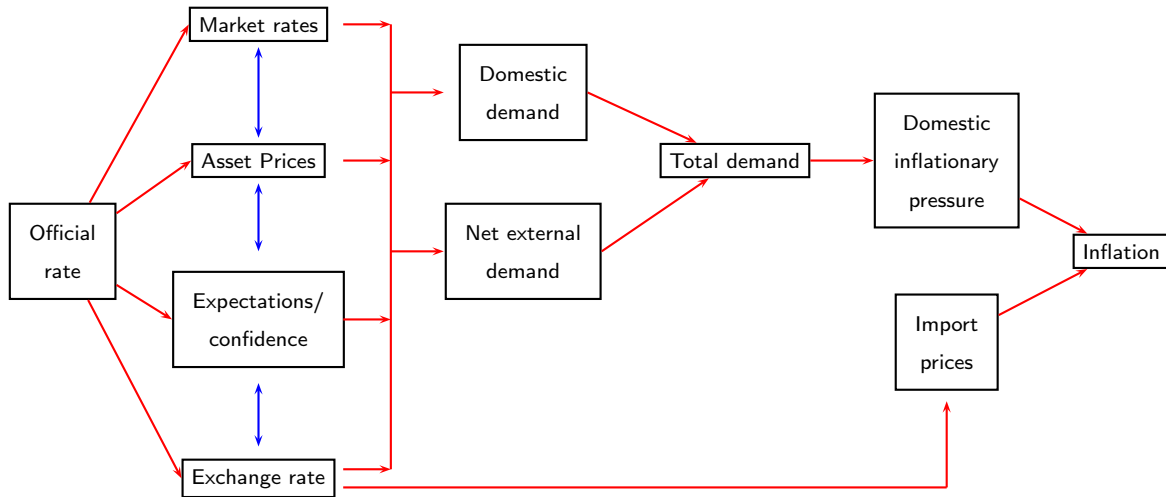 Market rates
Asset Prices
Official
rate
Expectations/
confidence
Exchange rate
Domestic
demand
Net external
demand
Total demand
Domestic
inflationary
pressure
Import
prices
Inflation